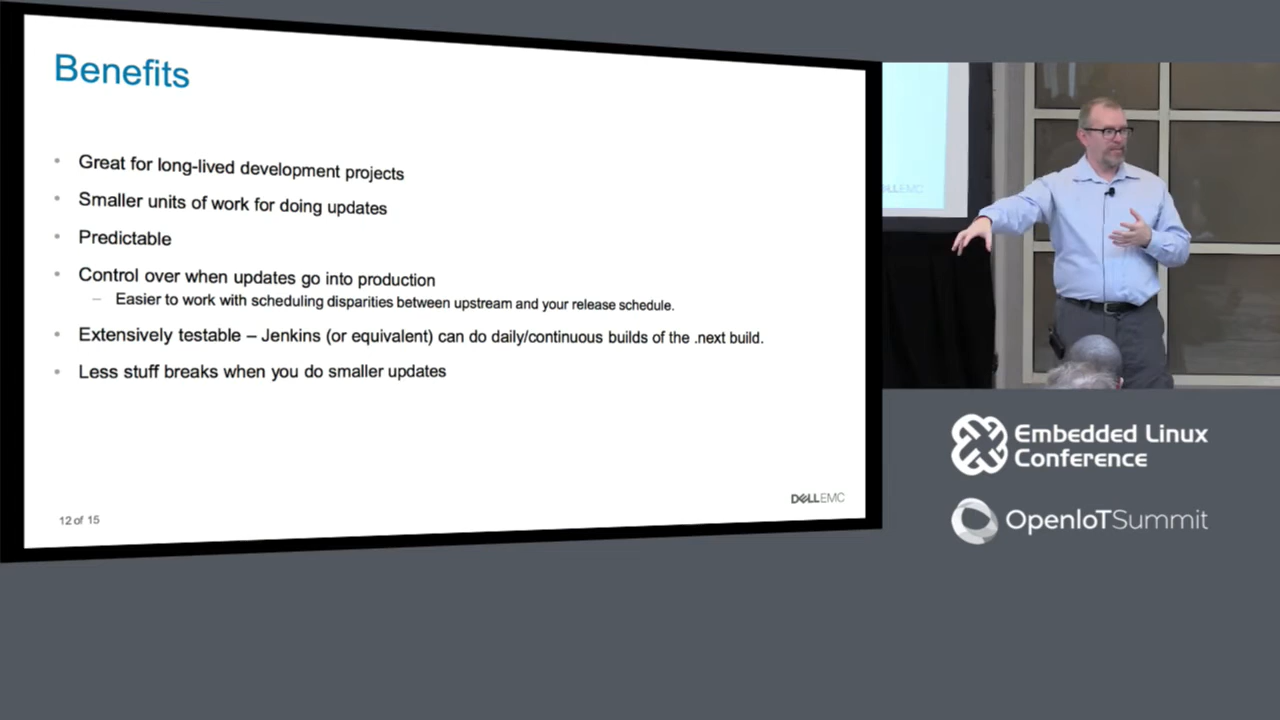 Benefits
• Great for long-lived development projects
• Smaller units of work for doing updates
• Predictable
• Control over when updates go into production
– Easier to work with scheduling disparities between upstream and your release schedule.
• Extensively testable – Jenkins (or equivalent) can do daily/continuous builds of the .next build.
• Less stuff breaks when you do smaller updates
12 of 15
DELLEMC
Embedded Linux
Conference
OpenIoTSummit